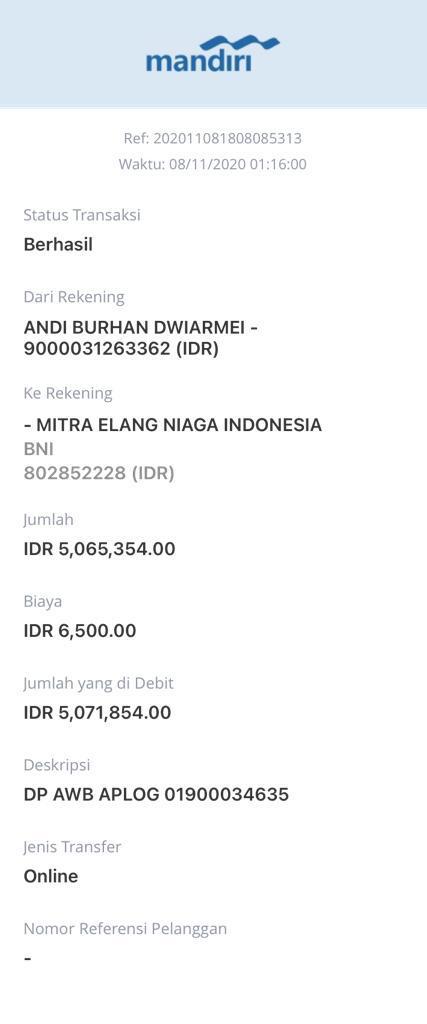 mandiri
Ref: 202011081808085313
Waktu: 08/11/2020 01:16:00
Status Transaksi
Berhasil
Dari Rekening
ANDI BURHAN DWIARMEI -
9000031263362 (IDR)
Ke Rekening
- MITRA ELANG NIAGA INDONESIA
BNI
802852228 (IDR)
Jumlah
IDR 5,065,354.00
Biaya
IDR 6,500.00
Jumlah yang di Debit
IDR 5,071,854.00
Deskripsi
DP AWB APLOG 01900034635
Jenis Transfer
Online
Nomor Referensi Pelanggan
-